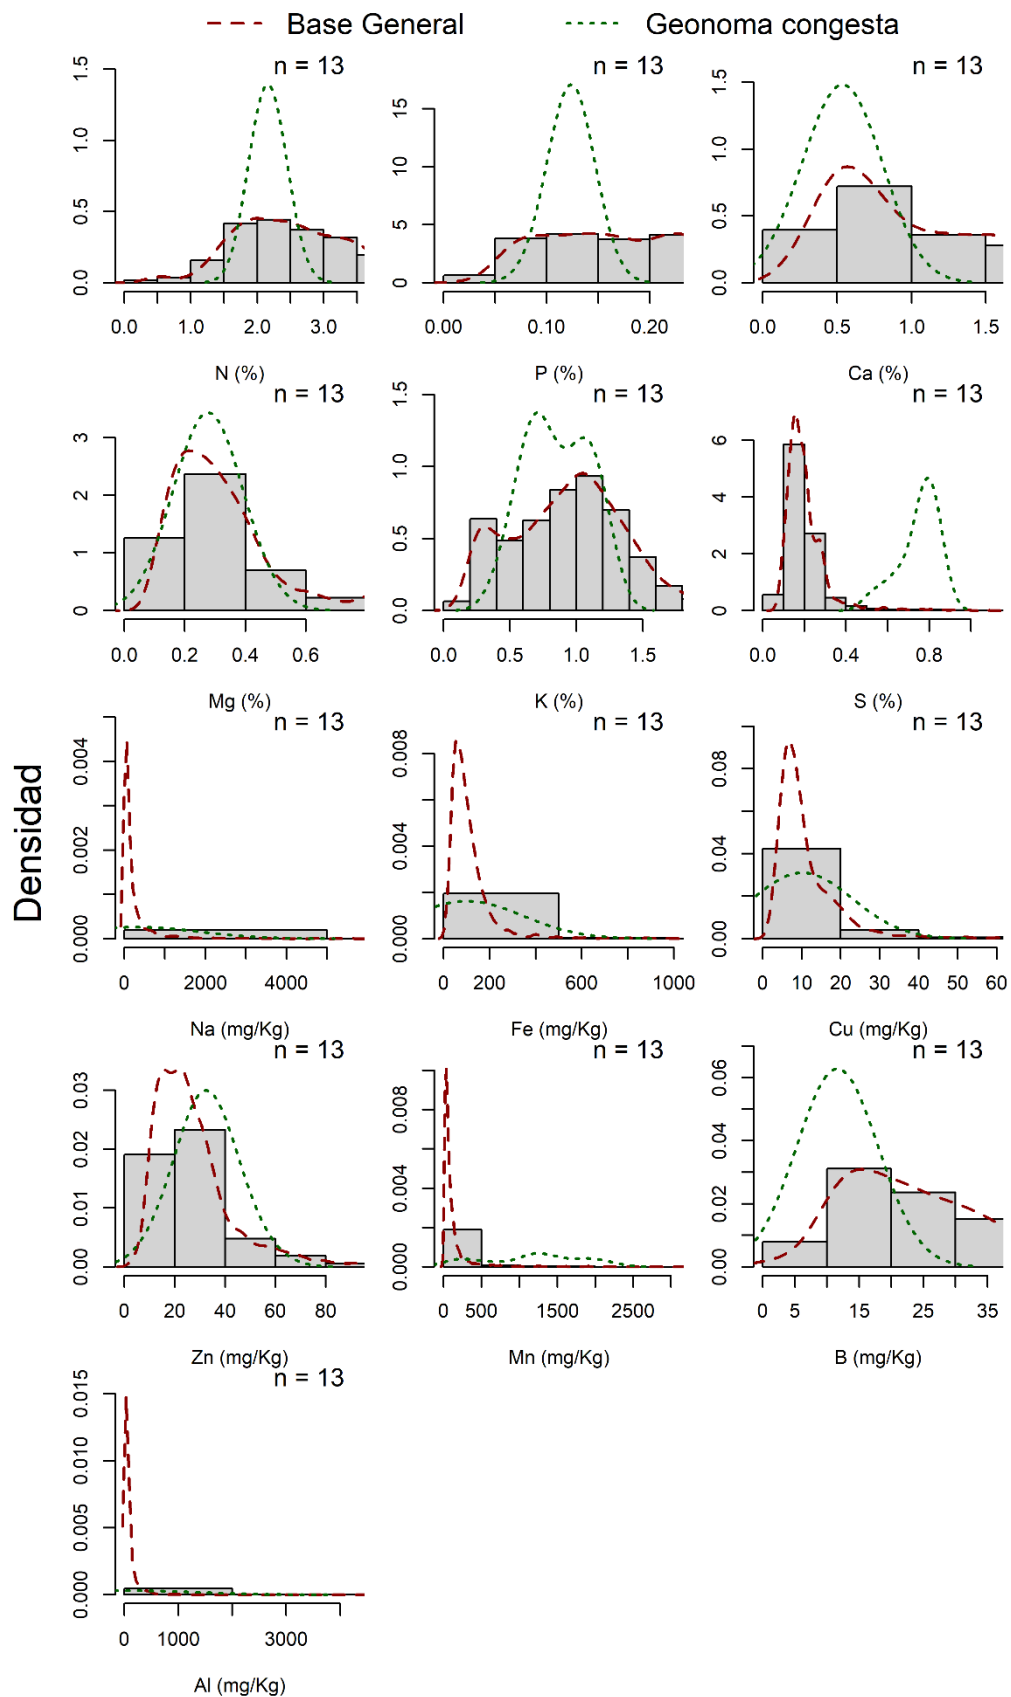 Base General Geonoma congesta
n = 13 n = 13 n = 13
0.0 0.5 1.0 1.5
0.0 1.0 2.0 3.0
N (%)
0 5 10 15
0.00 0.10 0.20
P (%)
0.0 0.5 1.0 1.5
0.0 0.5 1.0 1.5
Ca (%)
n = 13 n = 13 n = 13
0 1 2 3
0.0 0.2 0.4 0.6
Mg (%)
0.0 0.5 1.0 1.5
0.0 0.5 1.0 1.5
K (%)
0 2 4 6
0.0 0.4 0.8
S (%)
Densidad
n = 13 n = 13 n = 13
0.000 0.002 0.004
0 2000 4000
Na (mg/Kg)
0.000 0.004 0.008
0 200 600 1000
Fe (mg/Kg)
0.00 0.04 0.08
0 10 20 30 40 50 60
Cu (mg/Kg)
n = 13 n = 13 n = 13
0.00 0.01 0.02 0.03
0 20 40 60 80
Zn (mg/Kg)
0.000 0.004 0.008
0 500 1500 2500
Mn (mg/Kg)
0.00 0.02 0.04 0.06
0 5 15 25 35
B (mg/Kg)
n = 13
0.000 0.005 0.010 0.015
0 1000 3000
Al (mg/Kg)